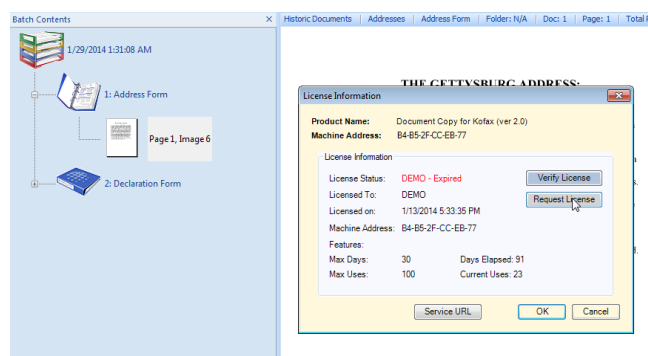 Batch Contents
×
1/29/2014 1:31:08 AM
1: Address Form
Page 1, Image 6
2: Declaration Form
Historic Documents | Addresses | Address Form | Folder: N/A | Doc: 1 | Page: 1 | Total
THE GETTYSBURG ADDRESS:
License Information
Product Name: Document Copy for Kofax (ver 2.0)
Machine Address: B4-B5-2F-CC-EB-77
License Information
License Status: DEMO - Expired
Verify License
Licensed To: DEMO
Request License
Licensed on: 1/13/2014 5:33:35 PM
Machine Address: B4-B5-2F-CC-EB-77
Features:
Max Days: 30 Days Elapsed: 91
Max Uses: 100 Current Uses: 23
Service URL
OK
Cancel